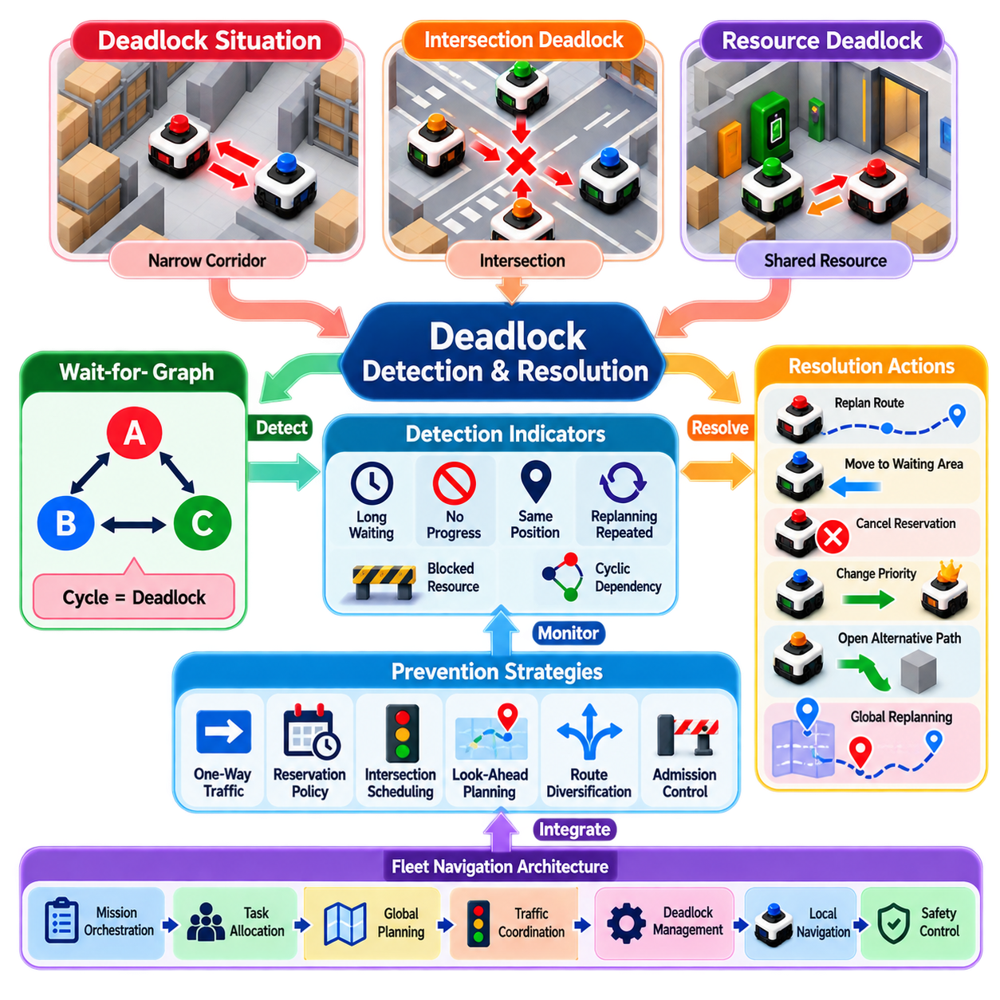 Deadlock Situation
Intersection Deadlock
Resource Deadlock
Narrow Corridor
Intersection
Shared Resource
Deadlock
Detection & Resolution
Wait-for- Graph
A
B
C
Cycle = Deadlock
Detect
Resolve
Detection Indicators
Long
Waiting
No
Progress
Same
Position
Replanning
Repeated
Blocked
Resource
Cyclic
Dependency
Resolution Actions
Replan Route
Move to Waiting Area
Cancel Reservation
Change Priority
Open Alternative Path
Global Replanning
Monitor
Prevention Strategies
One-Way
Traffic
Reservation
Policy
Intersection
Scheduling
Look-Ahead
Planning
Route
Diversification
Admission
Control
Integrate
Fleet Navigation Architecture
Mission
Orchestration
Task
Allocation
Global
Planning
Traffic
Coordination
Deadlock
Management
Local
Navigation
Safety
Control